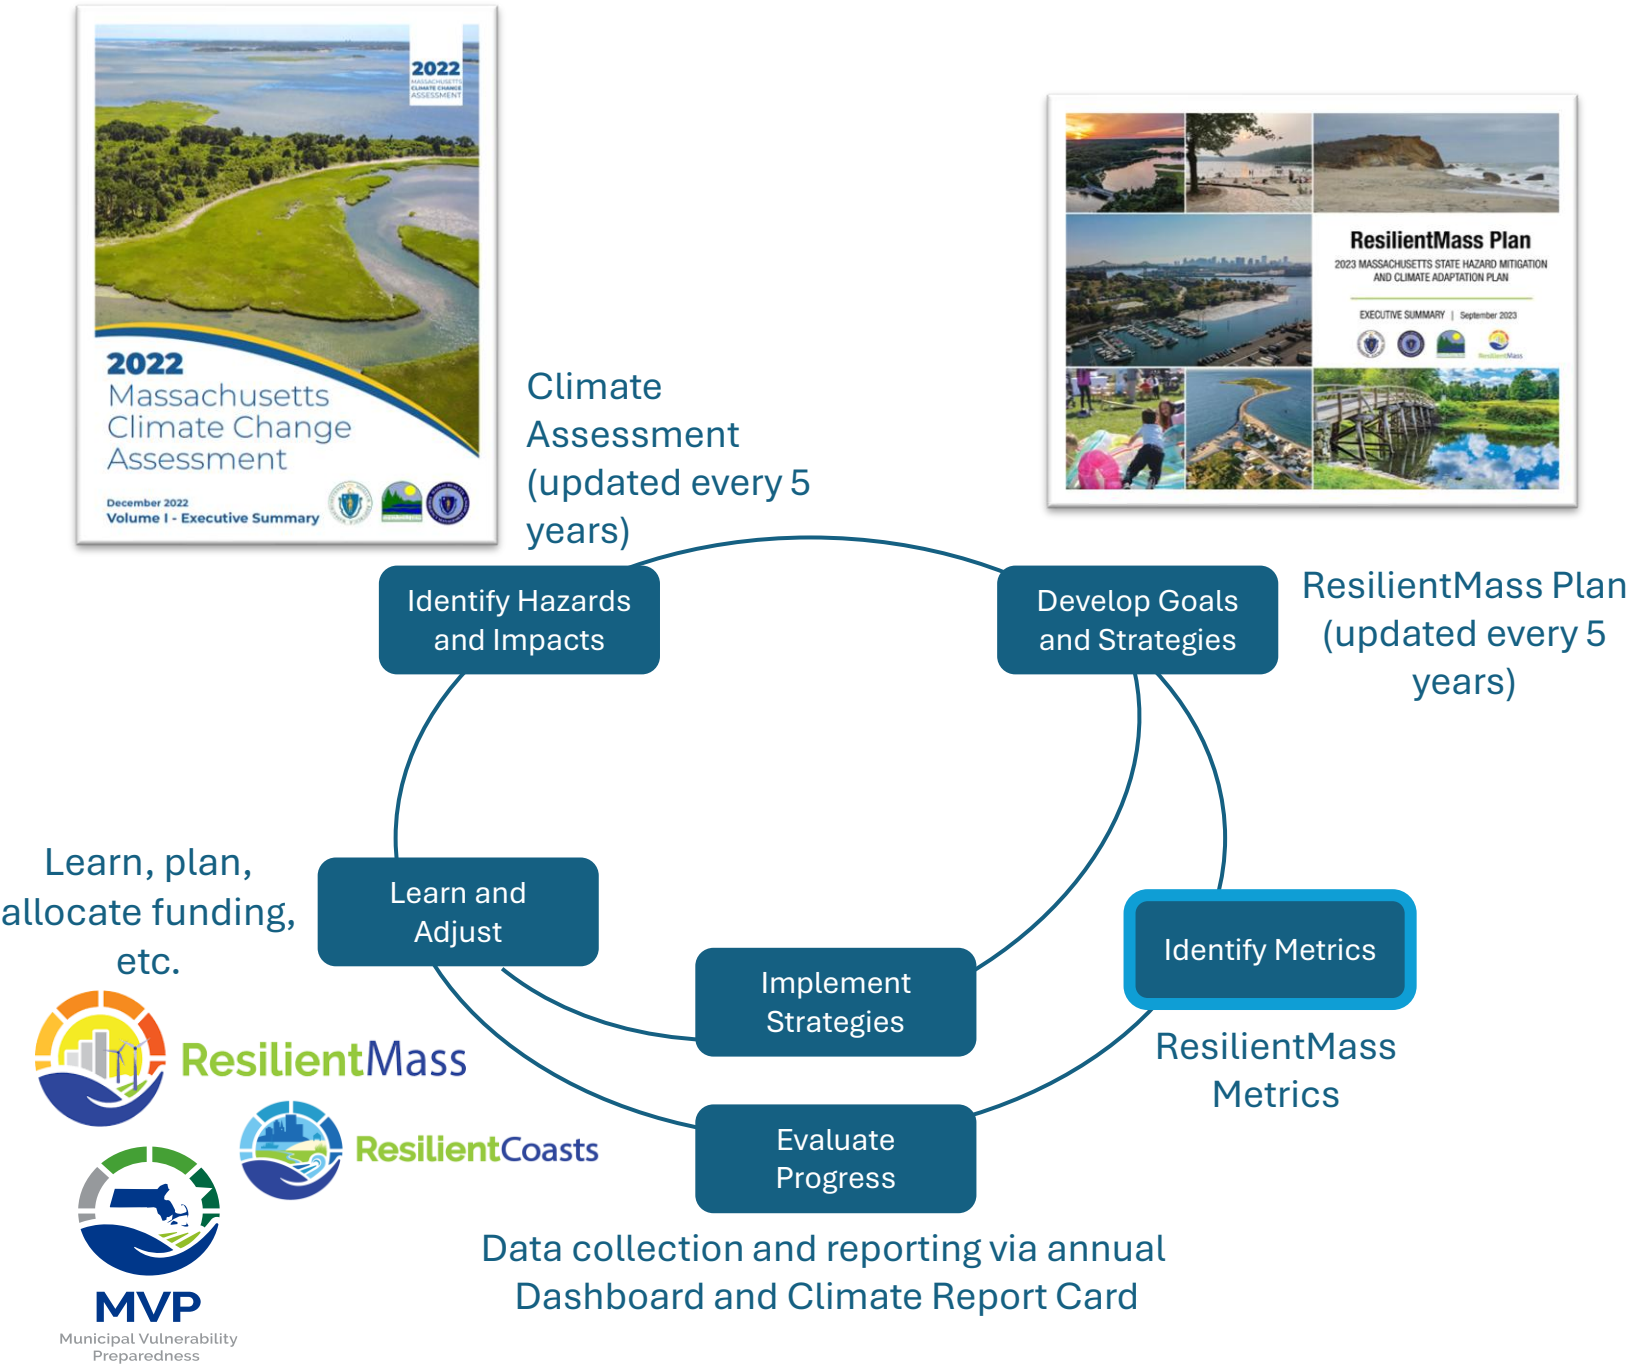 2022
MASSACHUSETTS
CLIMATE CHANGE
ASSESSMENT
2022
Massachusetts
Climate Change
Assessment
December 2022
Volume I - Executive Summary
ResilientMass Plan
2023 MASSACHUSETTS STATE HAZARD MITIGATION
AND CLIMATE ADAPTATION PLAN
EXECUTIVE SUMMARY | September 2023
ResilientMass
Climate
Assessment
(updated every 5
years)
Identify Hazards
and Impacts
Develop Goals
and Strategies
ResilientMass Plan
(updated every 5
years)
Learn, plan,
allocate funding,
etc.
Learn and
Adjust
Implement
Strategies
Identify Metrics
ResilientMass
Metrics
ResilientMass
ResilientCoasts
Evaluate
Progress
MVP
Municipal Vulnerability
Preparedness
Data collection and reporting via annual
Dashboard and Climate Report Card